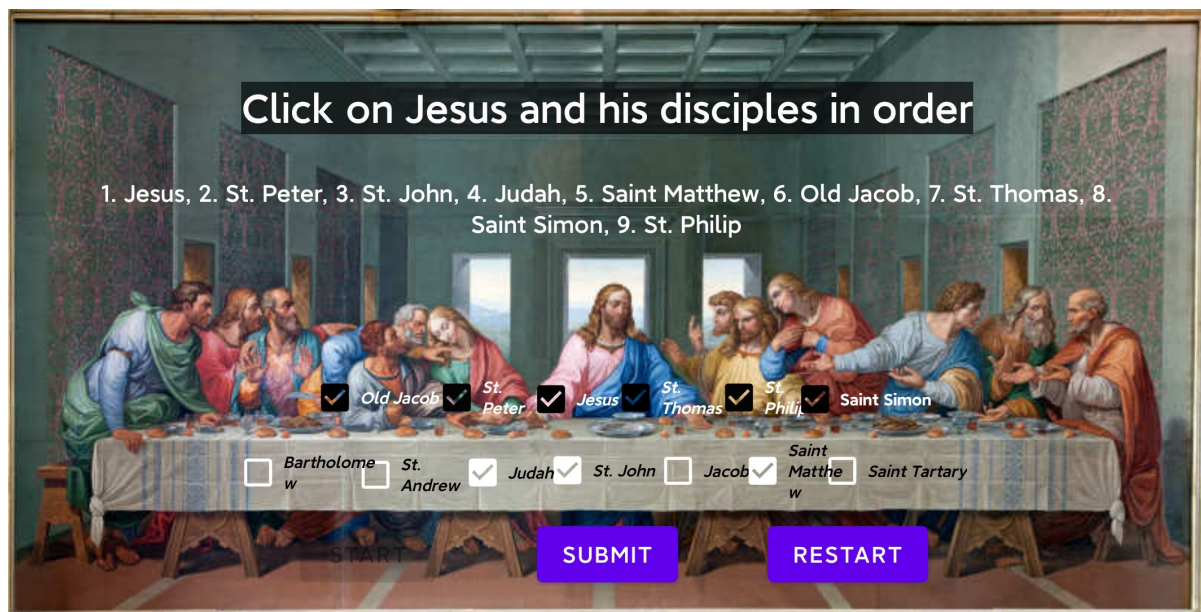 Click on Jesus and his disciples in order
1. Jesus, 2. St. Peter, 3. St. John, 4. Judah, 5. Saint Matthew, 6. Old Jacob, 7. St. Thomas, 8.
Saint Simon, 9. St. Philip
Old Jacob
St.
Peter
Jesus
St.
Thomas
St.
Philip
Saint Simon
Bartholome
w
St.
Andrew
Judah
St. John
Jacob
Saint
Matthe
w
Saint Tartary
START
SUBMIT
RESTART